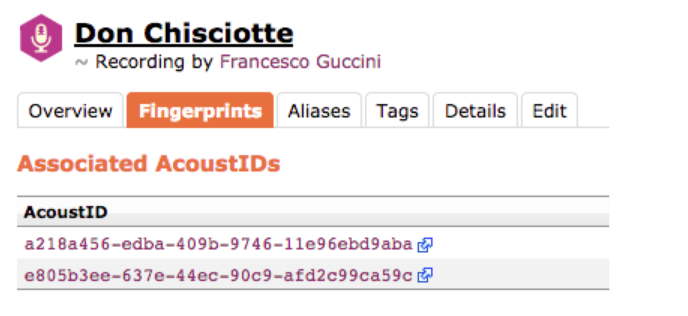 Don Chisciotte
~ Recording by Francesco Guccini
Overview Fingerprints Aliases Tags Details Edit
Associated AcoustIDs
AcoustID
a218a456-edba-409b-9746-11e96ebd9aba
e805b3ee-637e-44ec-90c9-afd2c99ca59c